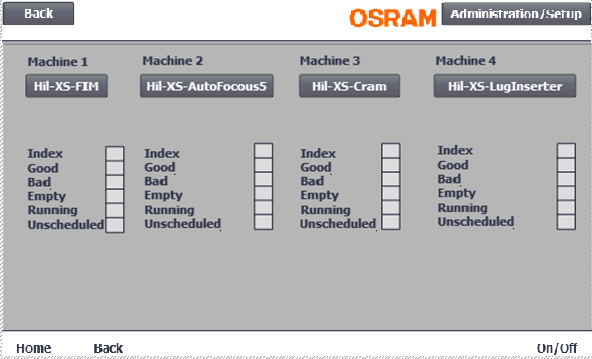 Back OSRAM Administration/Setup
Machine 1 Machine 2 Machine 3 Machine 4
Hil-XS-FIM Hil-XS-AutoFocous5 Hil-XS-Cram Hil-XS-LugInserter
Index Index Index Index
Good Good Good Good
Bad Bad Bad Bad
Empty Empty Empty Empty
Running Running Running Running
Unscheduled Unscheduled Unscheduled Unscheduled
Home Back On/Off